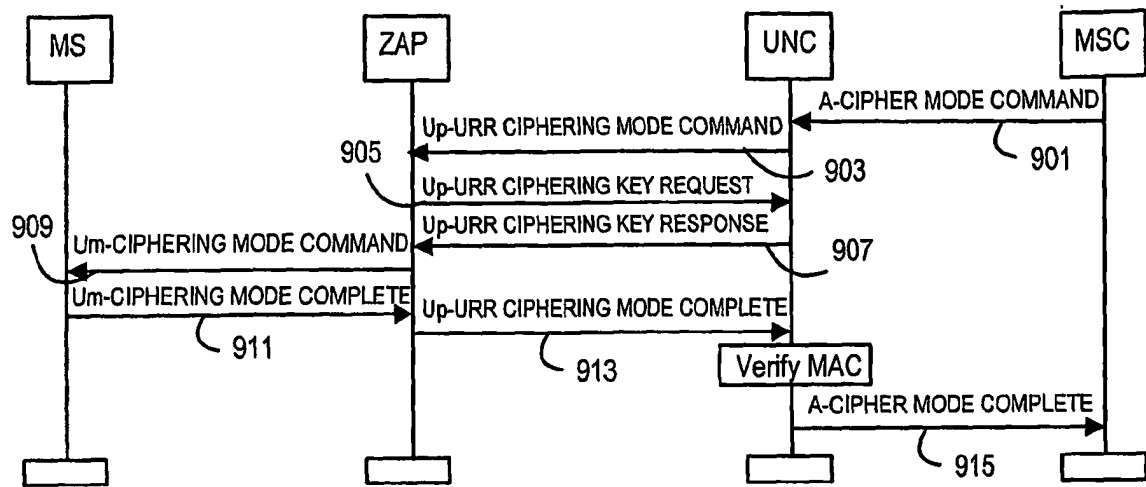 MS
ZAP
UNC
MSC
A-CIPHER MODE COMMAND
901
Up-URR CIPHERING MODE COMMAND
903
905
Up-URR CIPHERING KEY REQUEST
Up-URR CIPHERING KEY RESPONSE
907
909
Um-CIPHERING MODE COMMAND
Um-CIPHERING MODE COMPLETE
911
Up-URR CIPHERING MODE COMPLETE
913
Verify MAC
A-CIPHER MODE COMPLETE
915